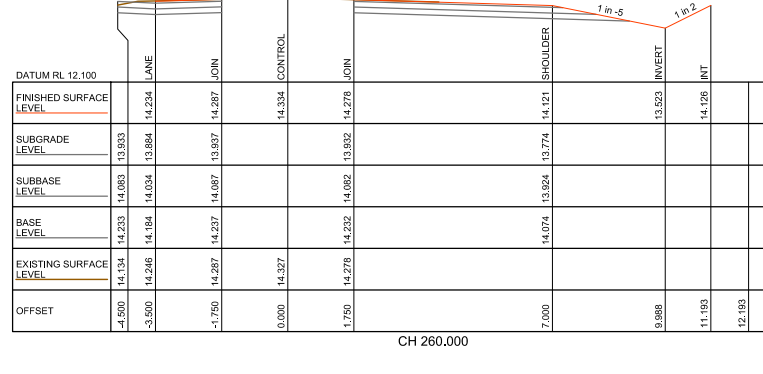 1 in -5
1 in 2
DATUM RL 12.100
LANE
JOIN
CONTROL
JOIN
SHOULDER
INVERT
INT
FINISHED SURFACE
LEVEL
14.234
14.287
14.334
14.278
14.121
13.523
14.126
SUBGRADE
LEVEL
13.933
13.884
13.937
13.932
13.774
SUBBASE
LEVEL
14.083
14.034
14.087
14.082
13.924
BASE
LEVEL
14.233
14.184
14.237
14.232
14.074
EXISTING SURFACE
LEVEL
14.134
14.246
14.287
14.327
14.278
OFFSET
-4.500
-3.500
-1.750
0.000
1.750
7.000
9.988
11.193
12.193
CH 260.000